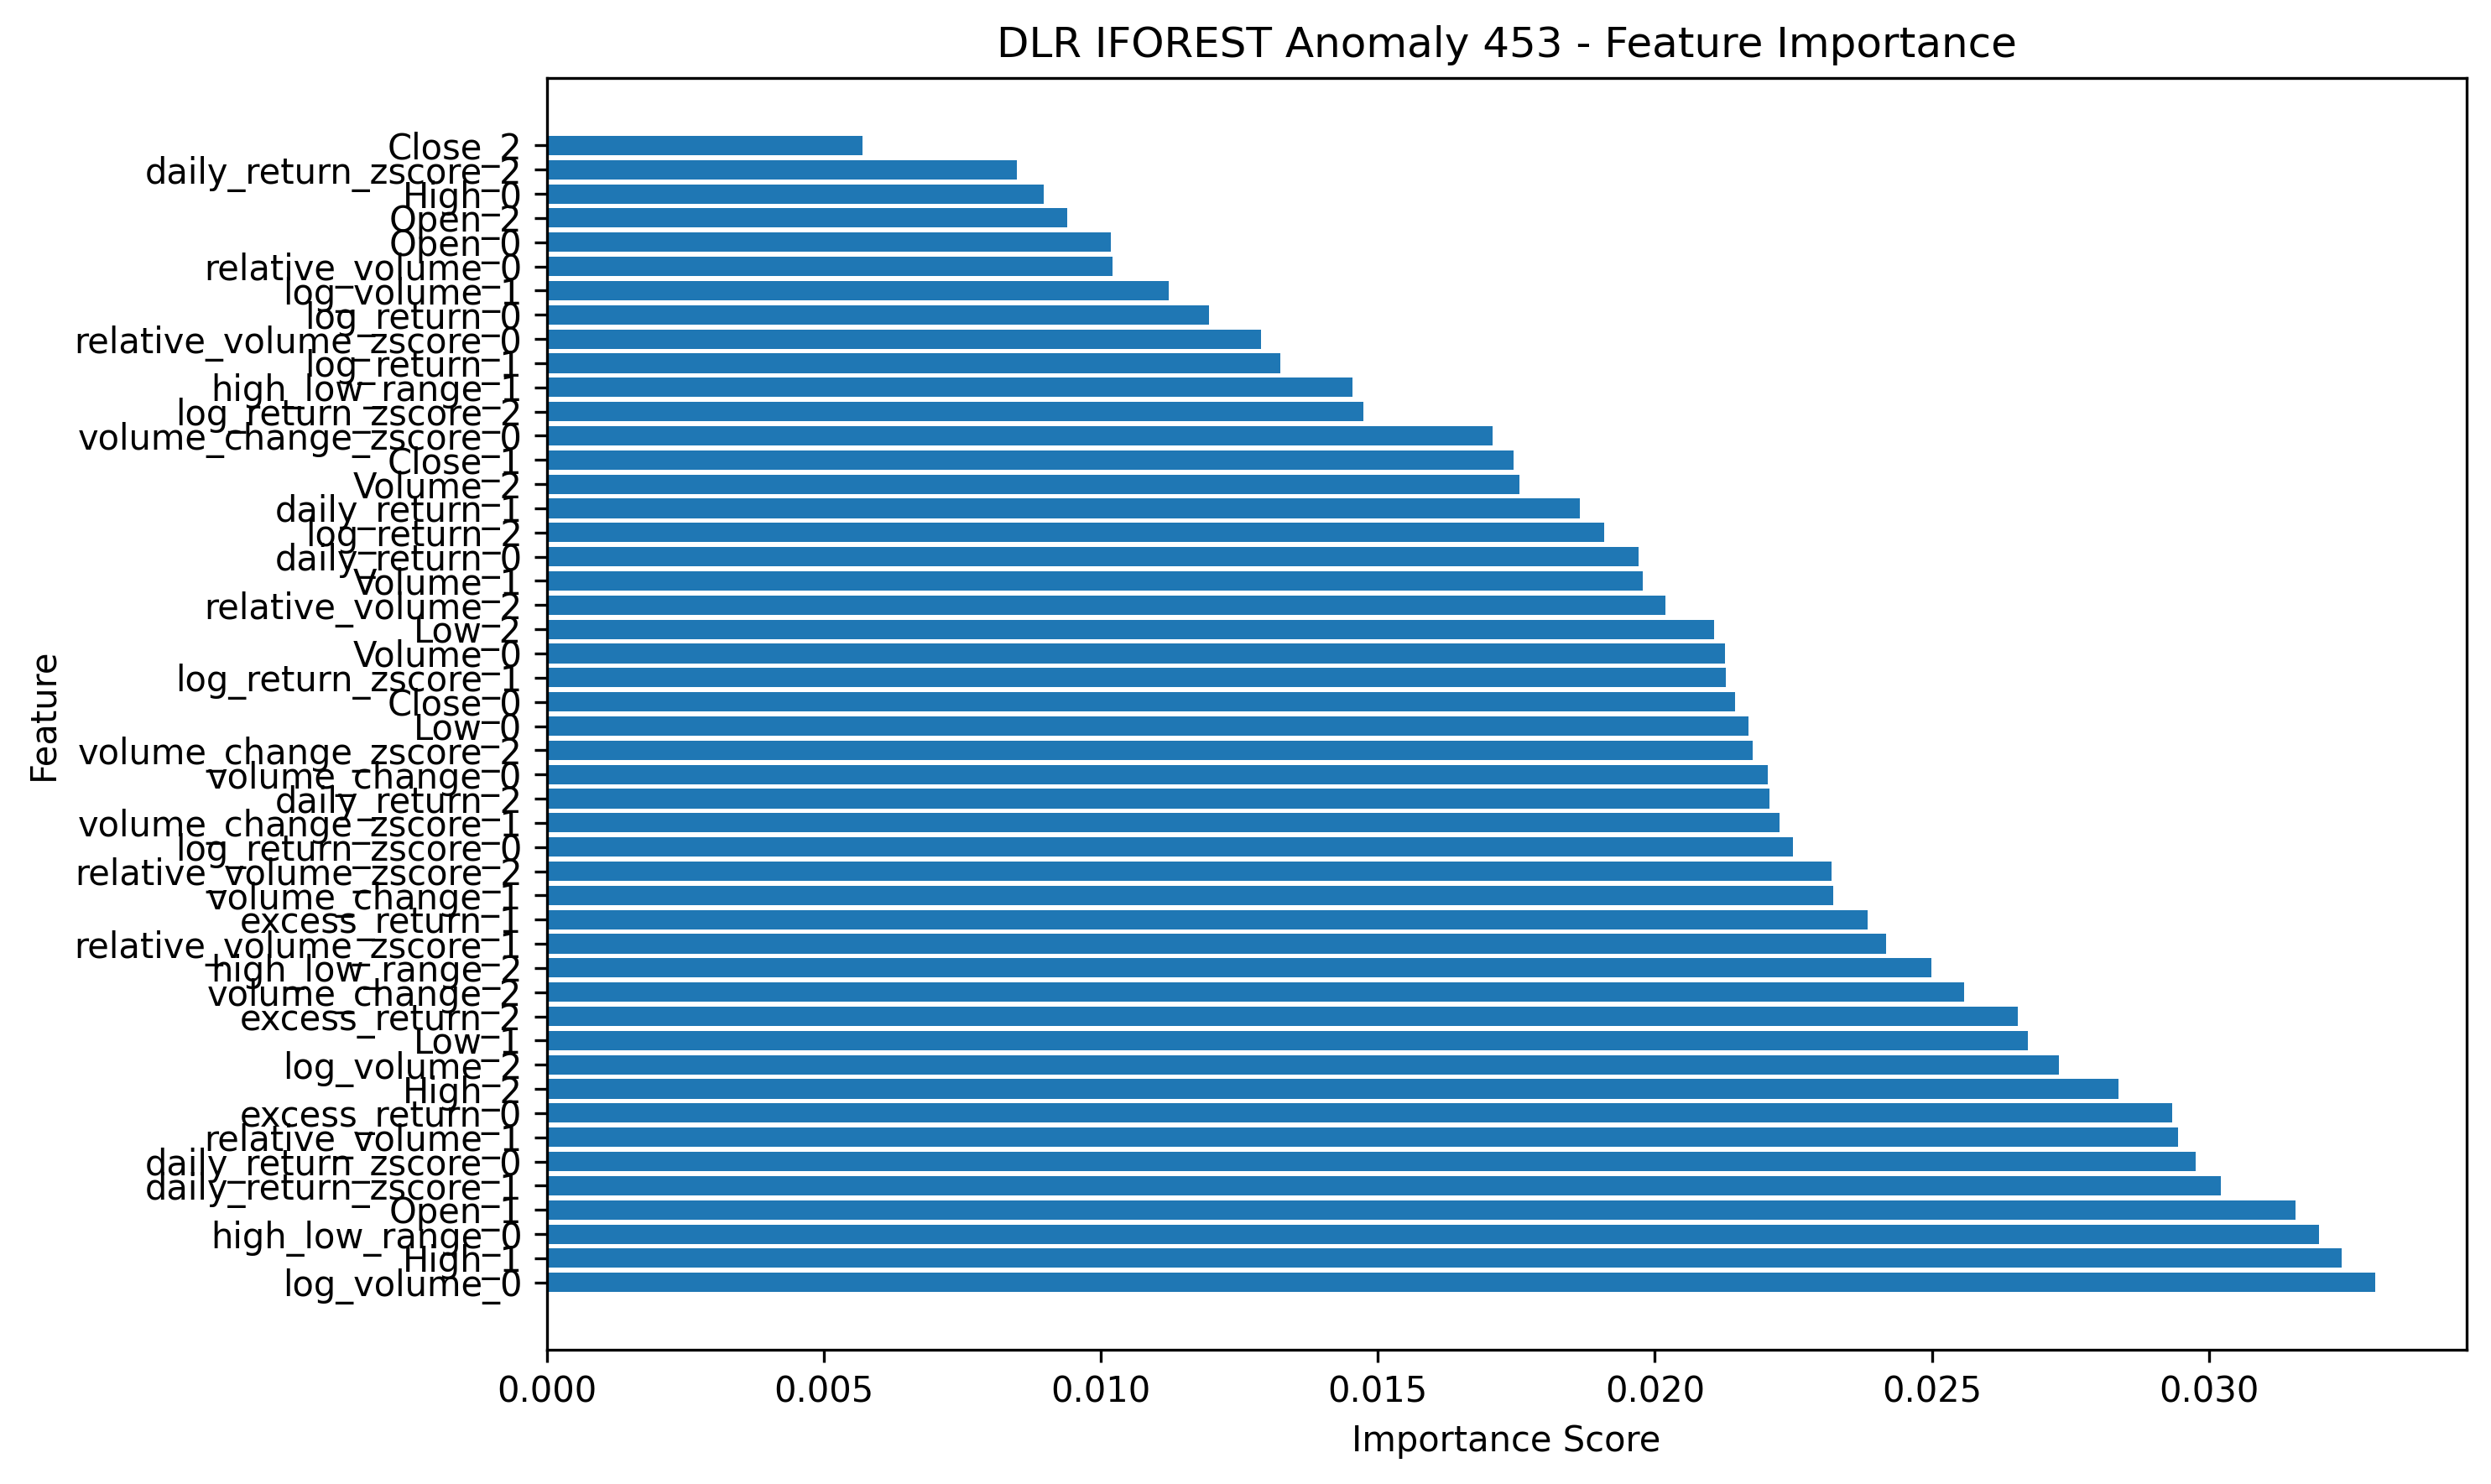 DLR IFOREST Anomaly 453 - Feature Importance
Close_2
daily_return_zscore_2
High_0
Open_2
Open_0
relative_volume_0
log_volume_1
log_return_0
relative_volume_zscore_0
log_return_1
high_low_range_1
log_return_zscore_2
volume_change_zscore_0
Close_1
Volume_2
daily_return_1
log_return_2
daily_return_0
Volume_1
relative_volume_2
Low_2
Volume_0
log_return_zscore_1
Close_0
Low_0
volume_change_zscore_2
volume_change_0
daily_return_2
volume_change_zscore_1
log_return_zscore_0
relative_volume_zscore_2
volume_change_1
excess_return_1
relative_volume_zscore_1
high_low_range_2
volume_change_2
excess_return_2
Low_1
log_volume_2
High_2
excess_return_0
relative_volume_1
daily_return_zscore_0
daily_return_zscore_1
Open_1
high_low_range_0
High_1
log_volume_0
Feature
0.000 0.005 0.010 0.015 0.020 0.025 0.030
Importance Score